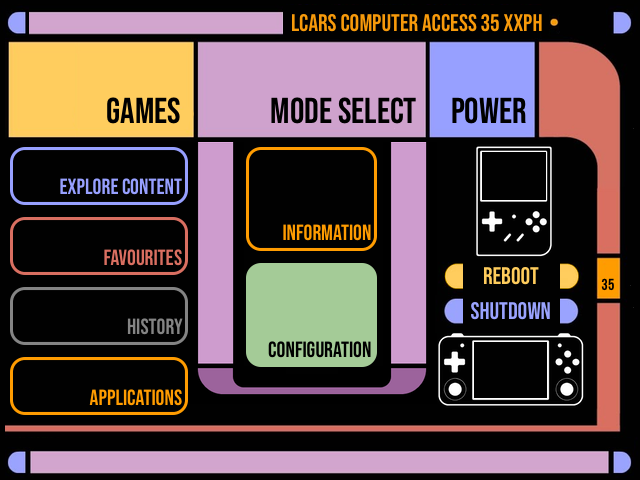 LCARS COMPUTER ACCESS 35 XXPH •
GAMES
MODE SELECT
POWER
EXPLORE CONTENT
FAVOURITES
HISTORY
APPLICATIONS
INFORMATION
CONFIGURATION
REBOOT
SHUTDOWN
35